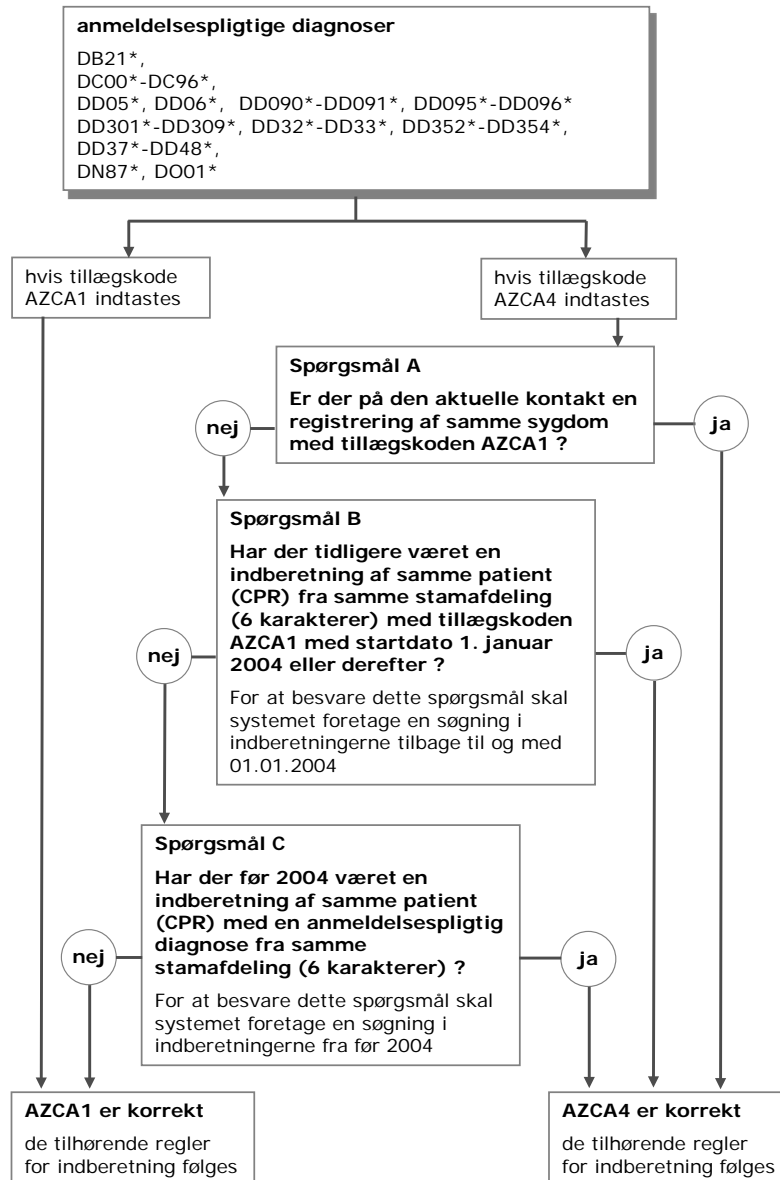 anmeldelsespligtige diagnoser
DB21*,
DC00*-DC96*,
DD05*, DD06*, DD090*-DD091*, DD095*-DD096*
DD301*-DD309*, DD32*-DD33*, DD352*-DD354*,
DD37*-DD48*,
DN87*, DO01*
hvis tillægskode
AZCA1 indtastes
hvis tillægskode
AZCA4 indtastes
Spørgsmål A
Er der på den aktuelle kontakt en
registrering af samme sygdom
med tillægskoden AZCA1 ?
nej
ja
Spørgsmål B
Har der tidligere været en
indberetning af samme patient
(CPR) fra samme stamafdeling
(6 karakterer) med tillægskoden
AZCA1 med startdato 1. januar
2004 eller derefter ?
For at besvare dette spørgsmål skal
systemet foretage en søgning i
indberetningerne tilbage til og med
01.01.2004
nej
ja
Spørgsmål C
Har der før 2004 været en
indberetning af samme patient
(CPR) med en anmeldelsespligtig
diagnose fra samme
stamafdeling (6 karakterer) ?
For at besvare dette spørgsmål skal
systemet foretage en søgning i
indberetningerne fra før 2004
nej
ja
AZCA1 er korrekt
de tilhørende regler
for indberetning følges
AZCA4 er korrekt
de tilhørende regler
for indberetning følges